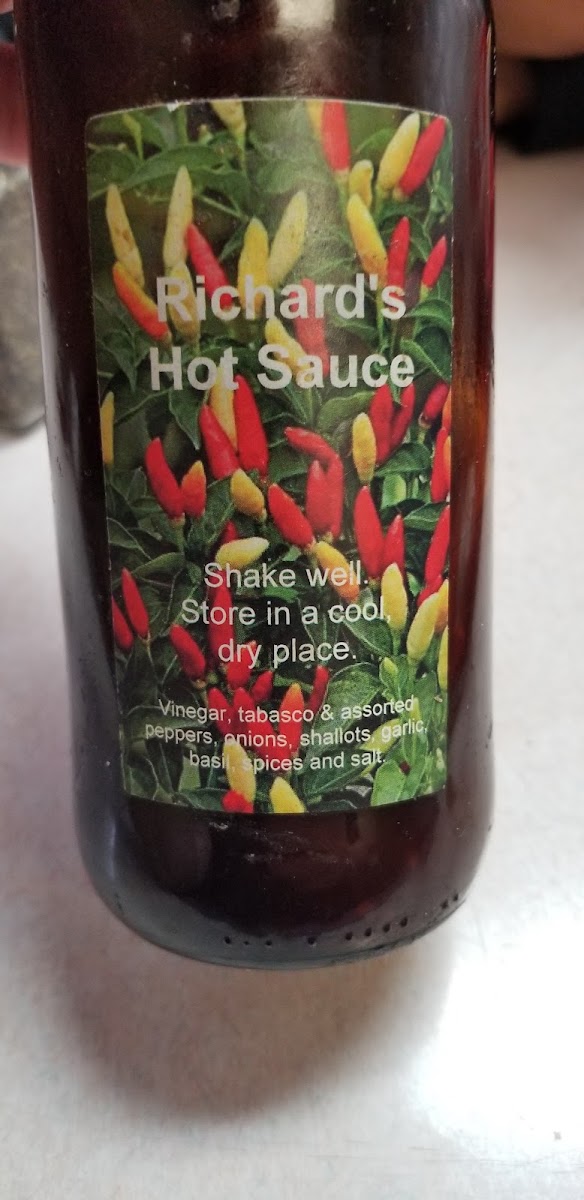 Richard's
Hot Sauce
Shake well.
Store in a cool,
dry place.
Vinegar, tabasco & assorted
peppers, onions, shallots, garlic,
basil, spices and salt.